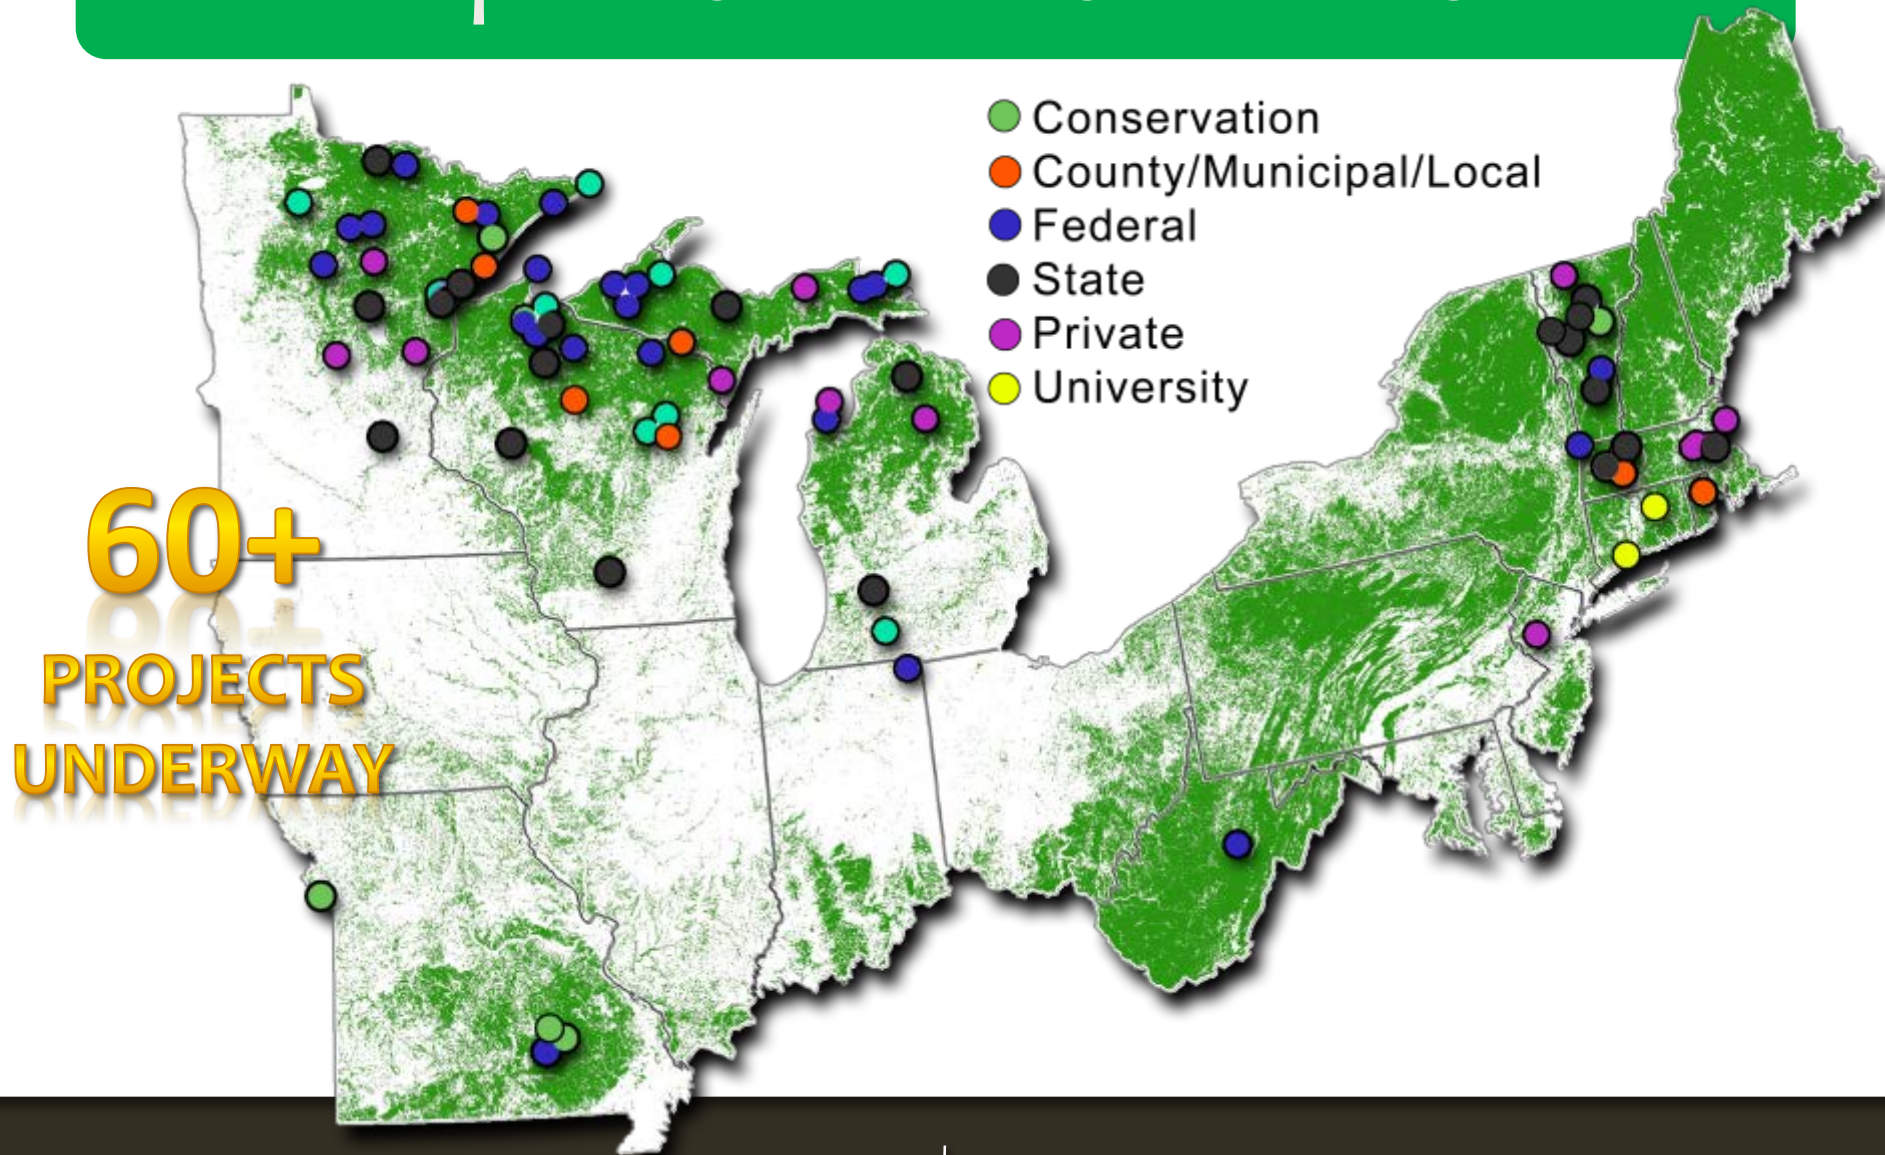 Conservation
County/Municipal/Local
Federal
State
Private
University
60+
PROJECTS
UNDERWAY